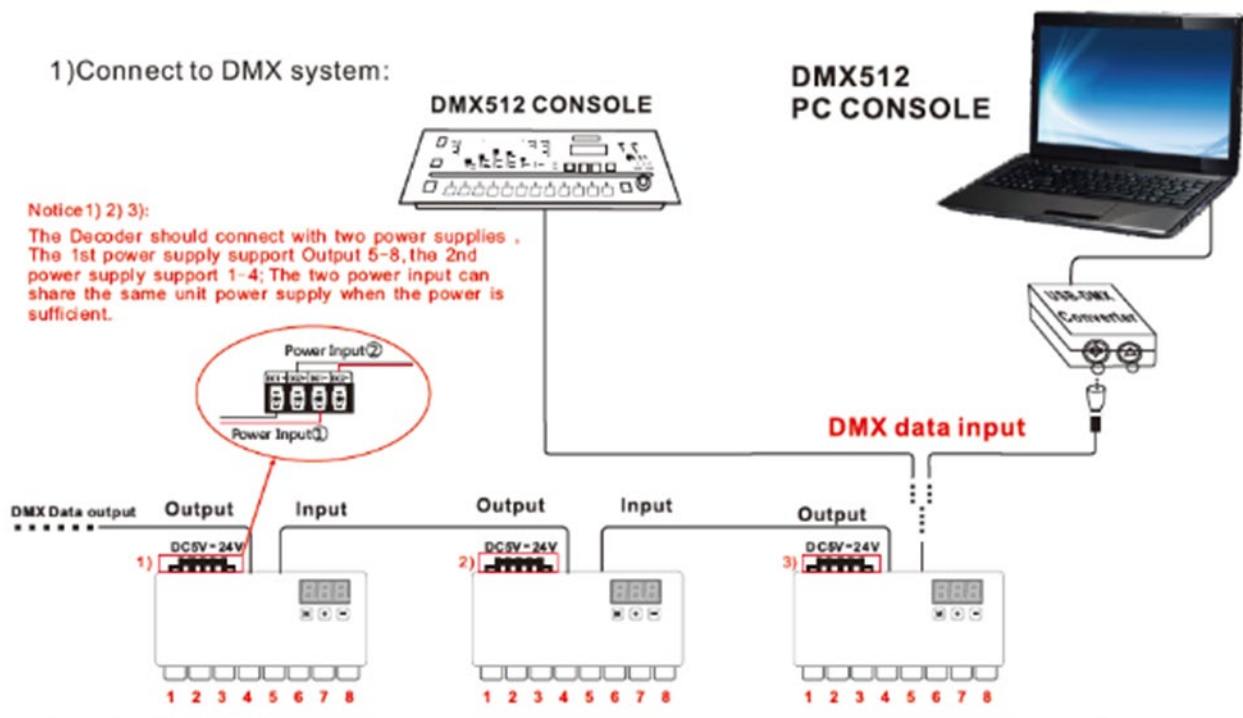 1)Connect to DMX system:
DMX512 CONSOLE
DMX512
PC CONSOLE
Notice1) 2) 3):
The Decoder should connect with two power supplies .
The 1st power supply support Output 5-8, the 2nd
power supply support 1-4; The two power input can
share the same unit power supply when the power is
sufficient.
USB-DMX
Converter
Power Input②
Power Input①
DMX data input
DMX Data output
Output
Input
Output
Input
Output
1)
DC5V~24V
2)
DC5V~24V
3)
DC5V~24V
1 2 3 4 5 6 7 8
1 2 3 4 5 6 7 8
1 2 3 4 5 6 7 8